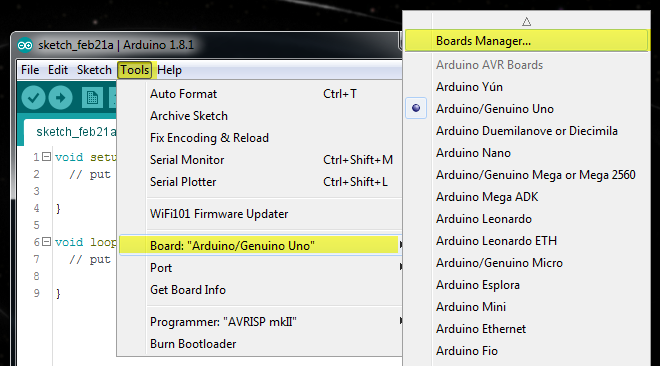 sketch_feb21a | Arduino 1.8.1
File Edit Sketch Tools Help
sketch_feb21a
1 void setu
2 // put
3
4 }
5
6 void loop
7 // put
8
9 }
Auto Format Ctrl+T
Archive Sketch
Fix Encoding & Reload
Serial Monitor Ctrl+Shift+M
Serial Plotter Ctrl+Shift+L
WiFi101 Firmware Updater
Board: "Arduino/Genuino Uno"
Port
Get Board Info
Programmer: "AVRISP mkII"
Burn Bootloader
Boards Manager...
Arduino AVR Boards
Arduino Yún
Arduino/Genuino Uno
Arduino Duemilanove or Diecimila
Arduino Nano
Arduino/Genuino Mega or Mega 2560
Arduino Mega ADK
Arduino Leonardo
Arduino Leonardo ETH
Arduino/Genuino Micro
Arduino Esplora
Arduino Mini
Arduino Ethernet
Arduino Fio